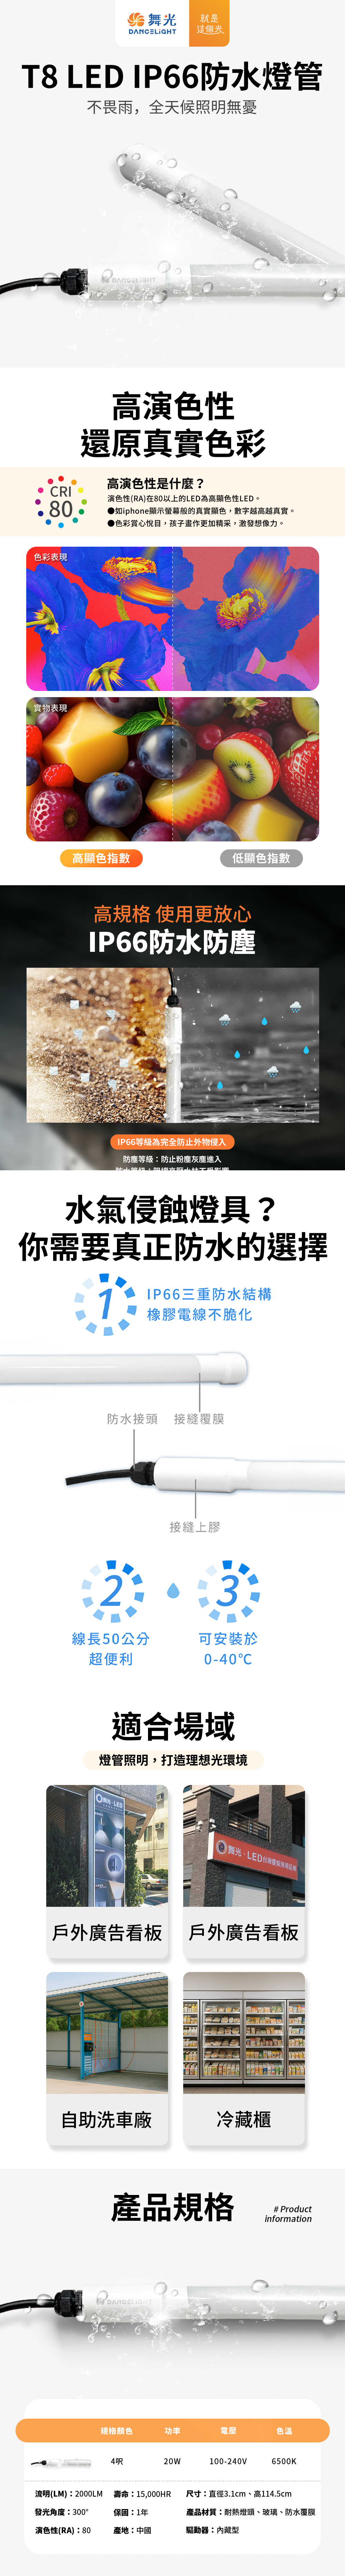 舞光
DANCELIGHT
就是
這個光
T8 LED IP66防水燈管
不畏雨，全天候照明無憂
DANCELIGHT
高演色性
還原真實色彩
CRI
80
高演色性是什麼？
演色性(RA)在80以上的LED為高顯色性LED。
●如iphone顯示螢幕般的真實顯色，數字越高越真實。
●色彩賞心悅目，孩子畫作更加精采，激發想像力。
色彩表現
實物表現
高顯色指數
低顯色指數
高規格 使用更放心
IP66防水防塵
IP66等級為完全防止外物侵入
防塵等級：防止粉塵灰塵進入
水氣侵蝕燈具？
你需要真正防水的選擇
1
IP66三重防水結構
橡膠電線不脆化
防水接頭
接縫覆膜
接縫上膠
2
3
線長50公分
超便利
可安裝於
0-40℃
適合場域
燈管照明，打造理想光環境
舞光·LED
舞光·LED
戶外廣告看板
戶外廣告看板
自助洗車廠
冷藏櫃
產品規格
# Product
information
DANCELIGHT
規格顏色 功率 電壓 色溫
4呎 20W 100-240V 6500K
流明(LM)：2000LM 壽命：15,000HR 尺寸：直徑3.1cm、高114.5cm
發光角度：300° 保固：1年 產品材質：耐熱燈頭、玻璃、防水覆膜
演色性(RA)：80 產地：中國 驅動器：內藏型